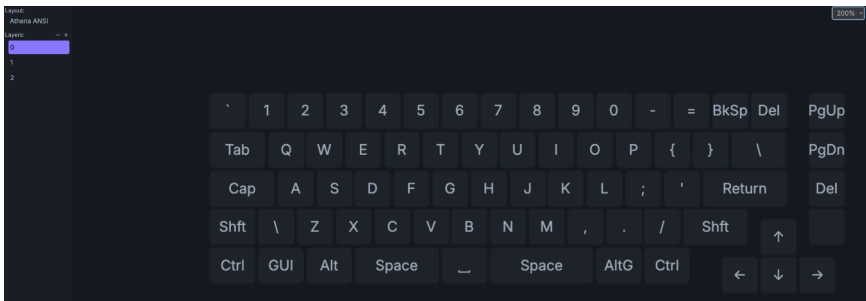 Layout:
Athena ANSI
Layers: − +
0
1
2
200%
` 1 2 3 4 5 6 7 8 9 0 - = BkSp Del PgUp
Tab Q W E R T Y U I O P { } \ PgDn
Cap A S D F G H J K L ; ' Return Del
Shft \ Z X C V B N M , . / Shft ↑
Ctrl GUI Alt Space ⎵ Space AltG Ctrl ← ↓ →